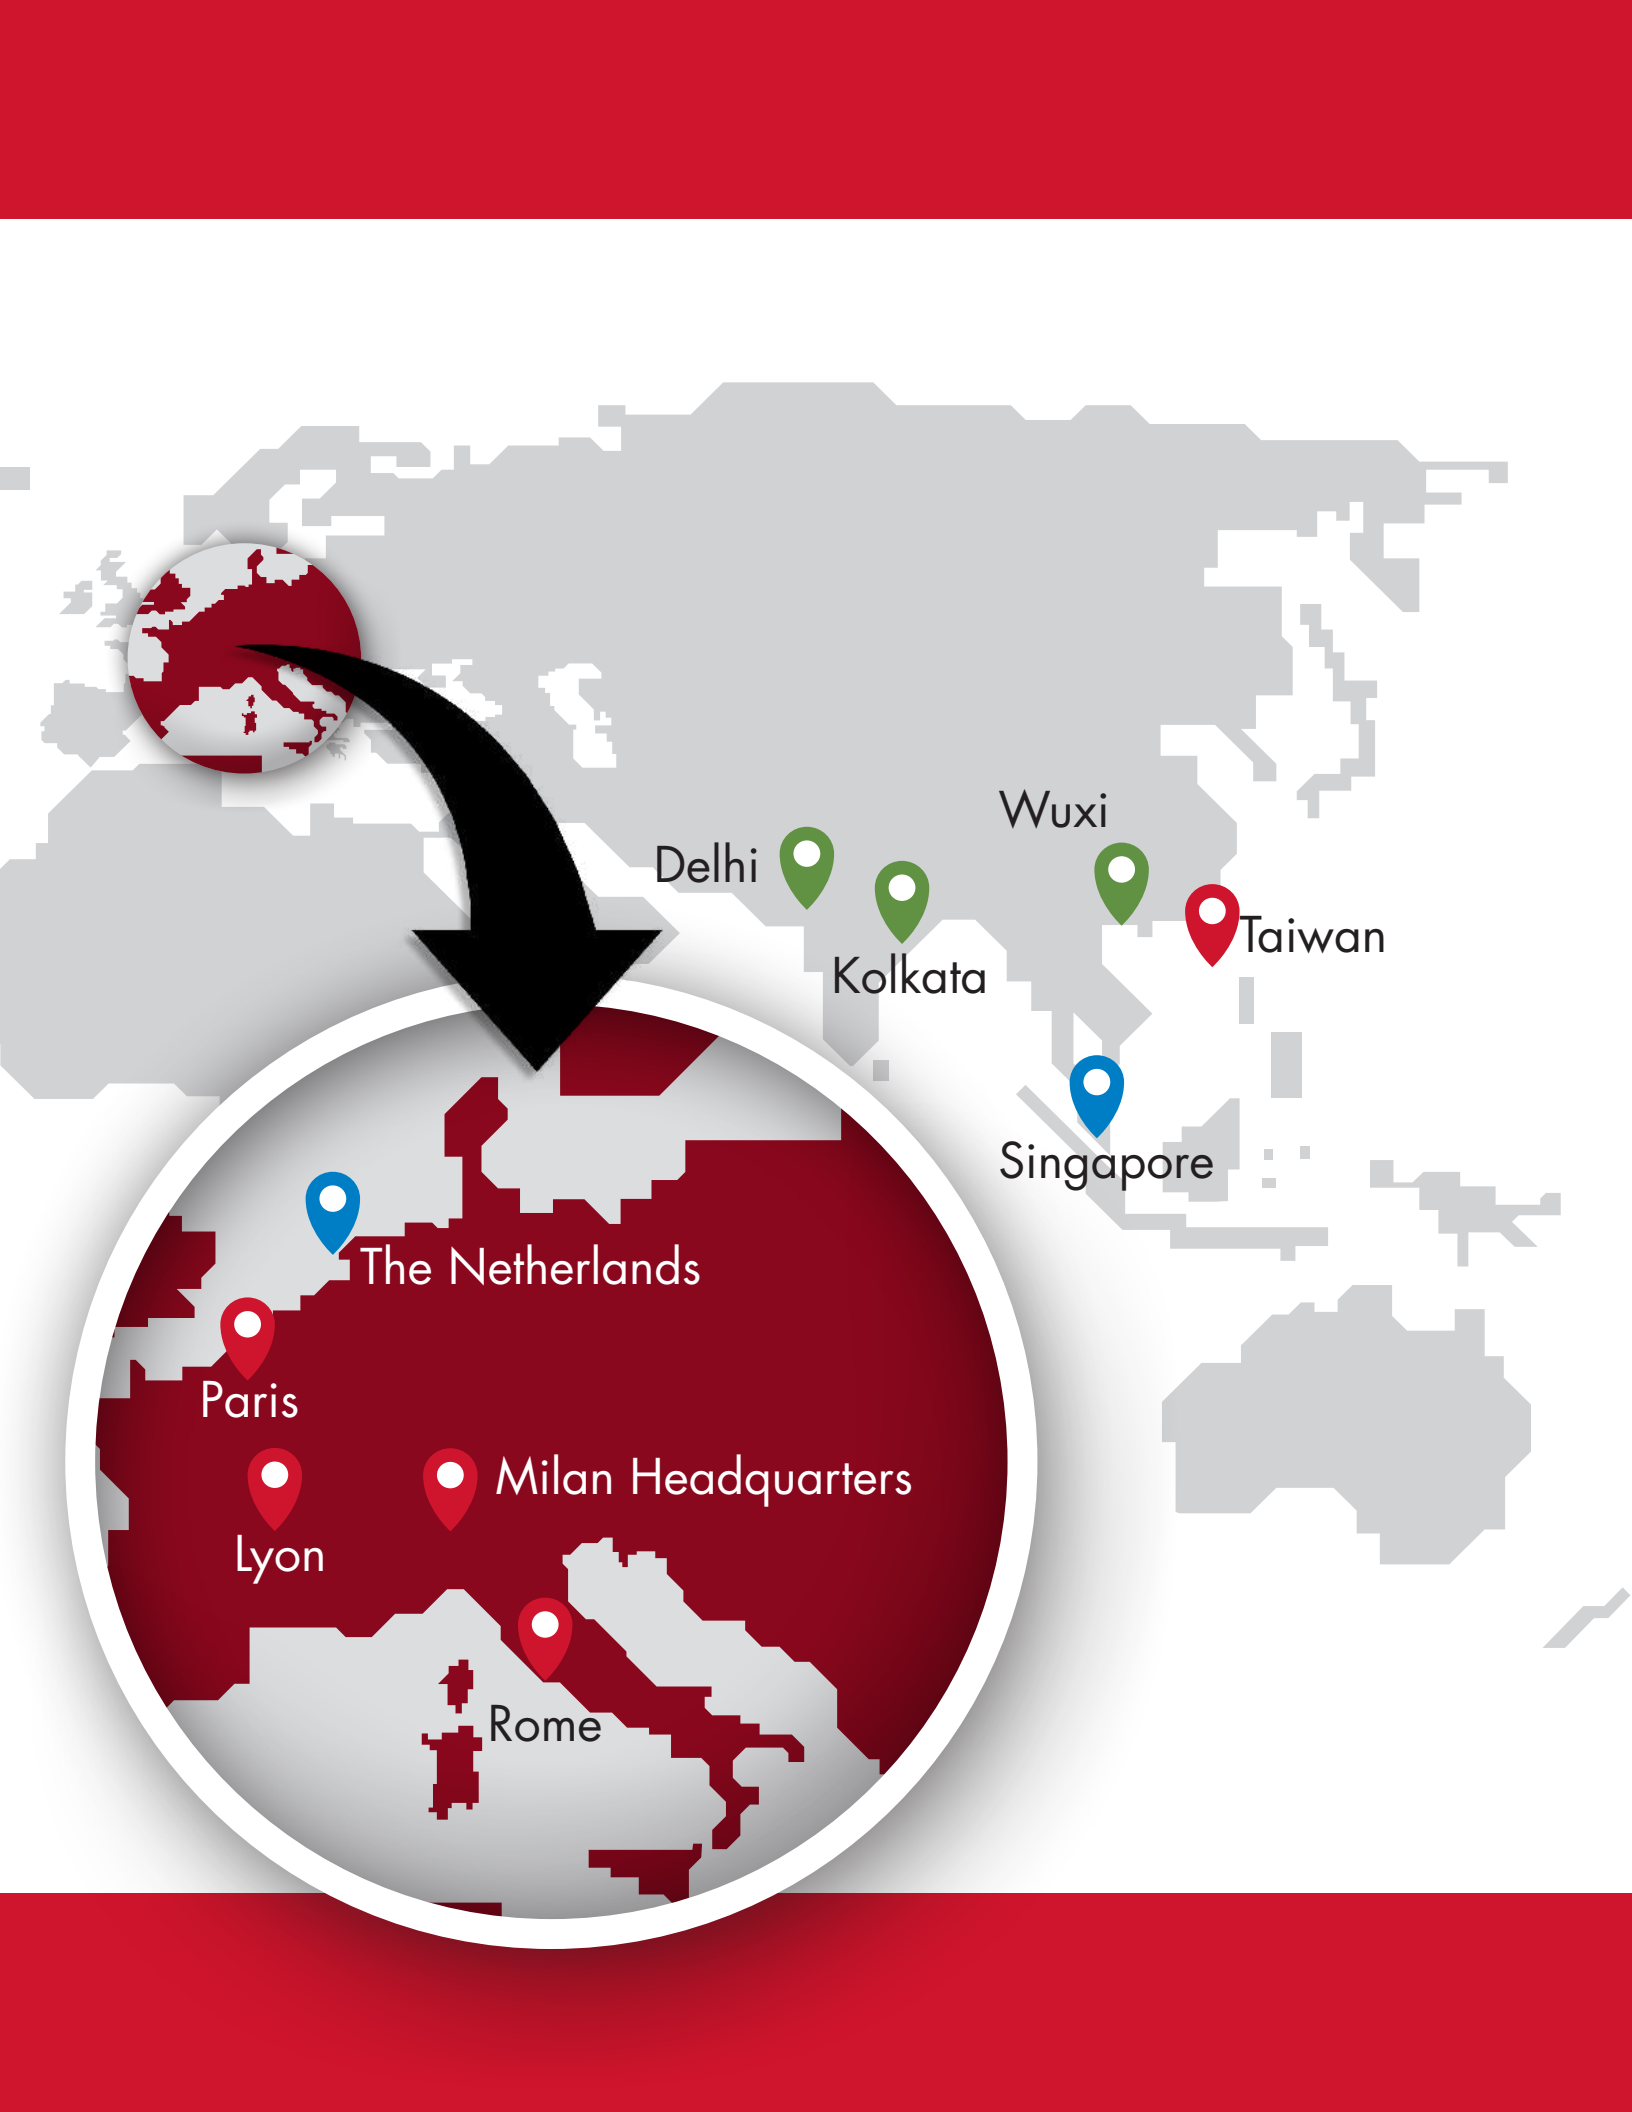 Wuxi
Delhi
Taiwan
Kolkata
Singapore
The Netherlands
Paris
Milan Headquarters
Lyon
Rome